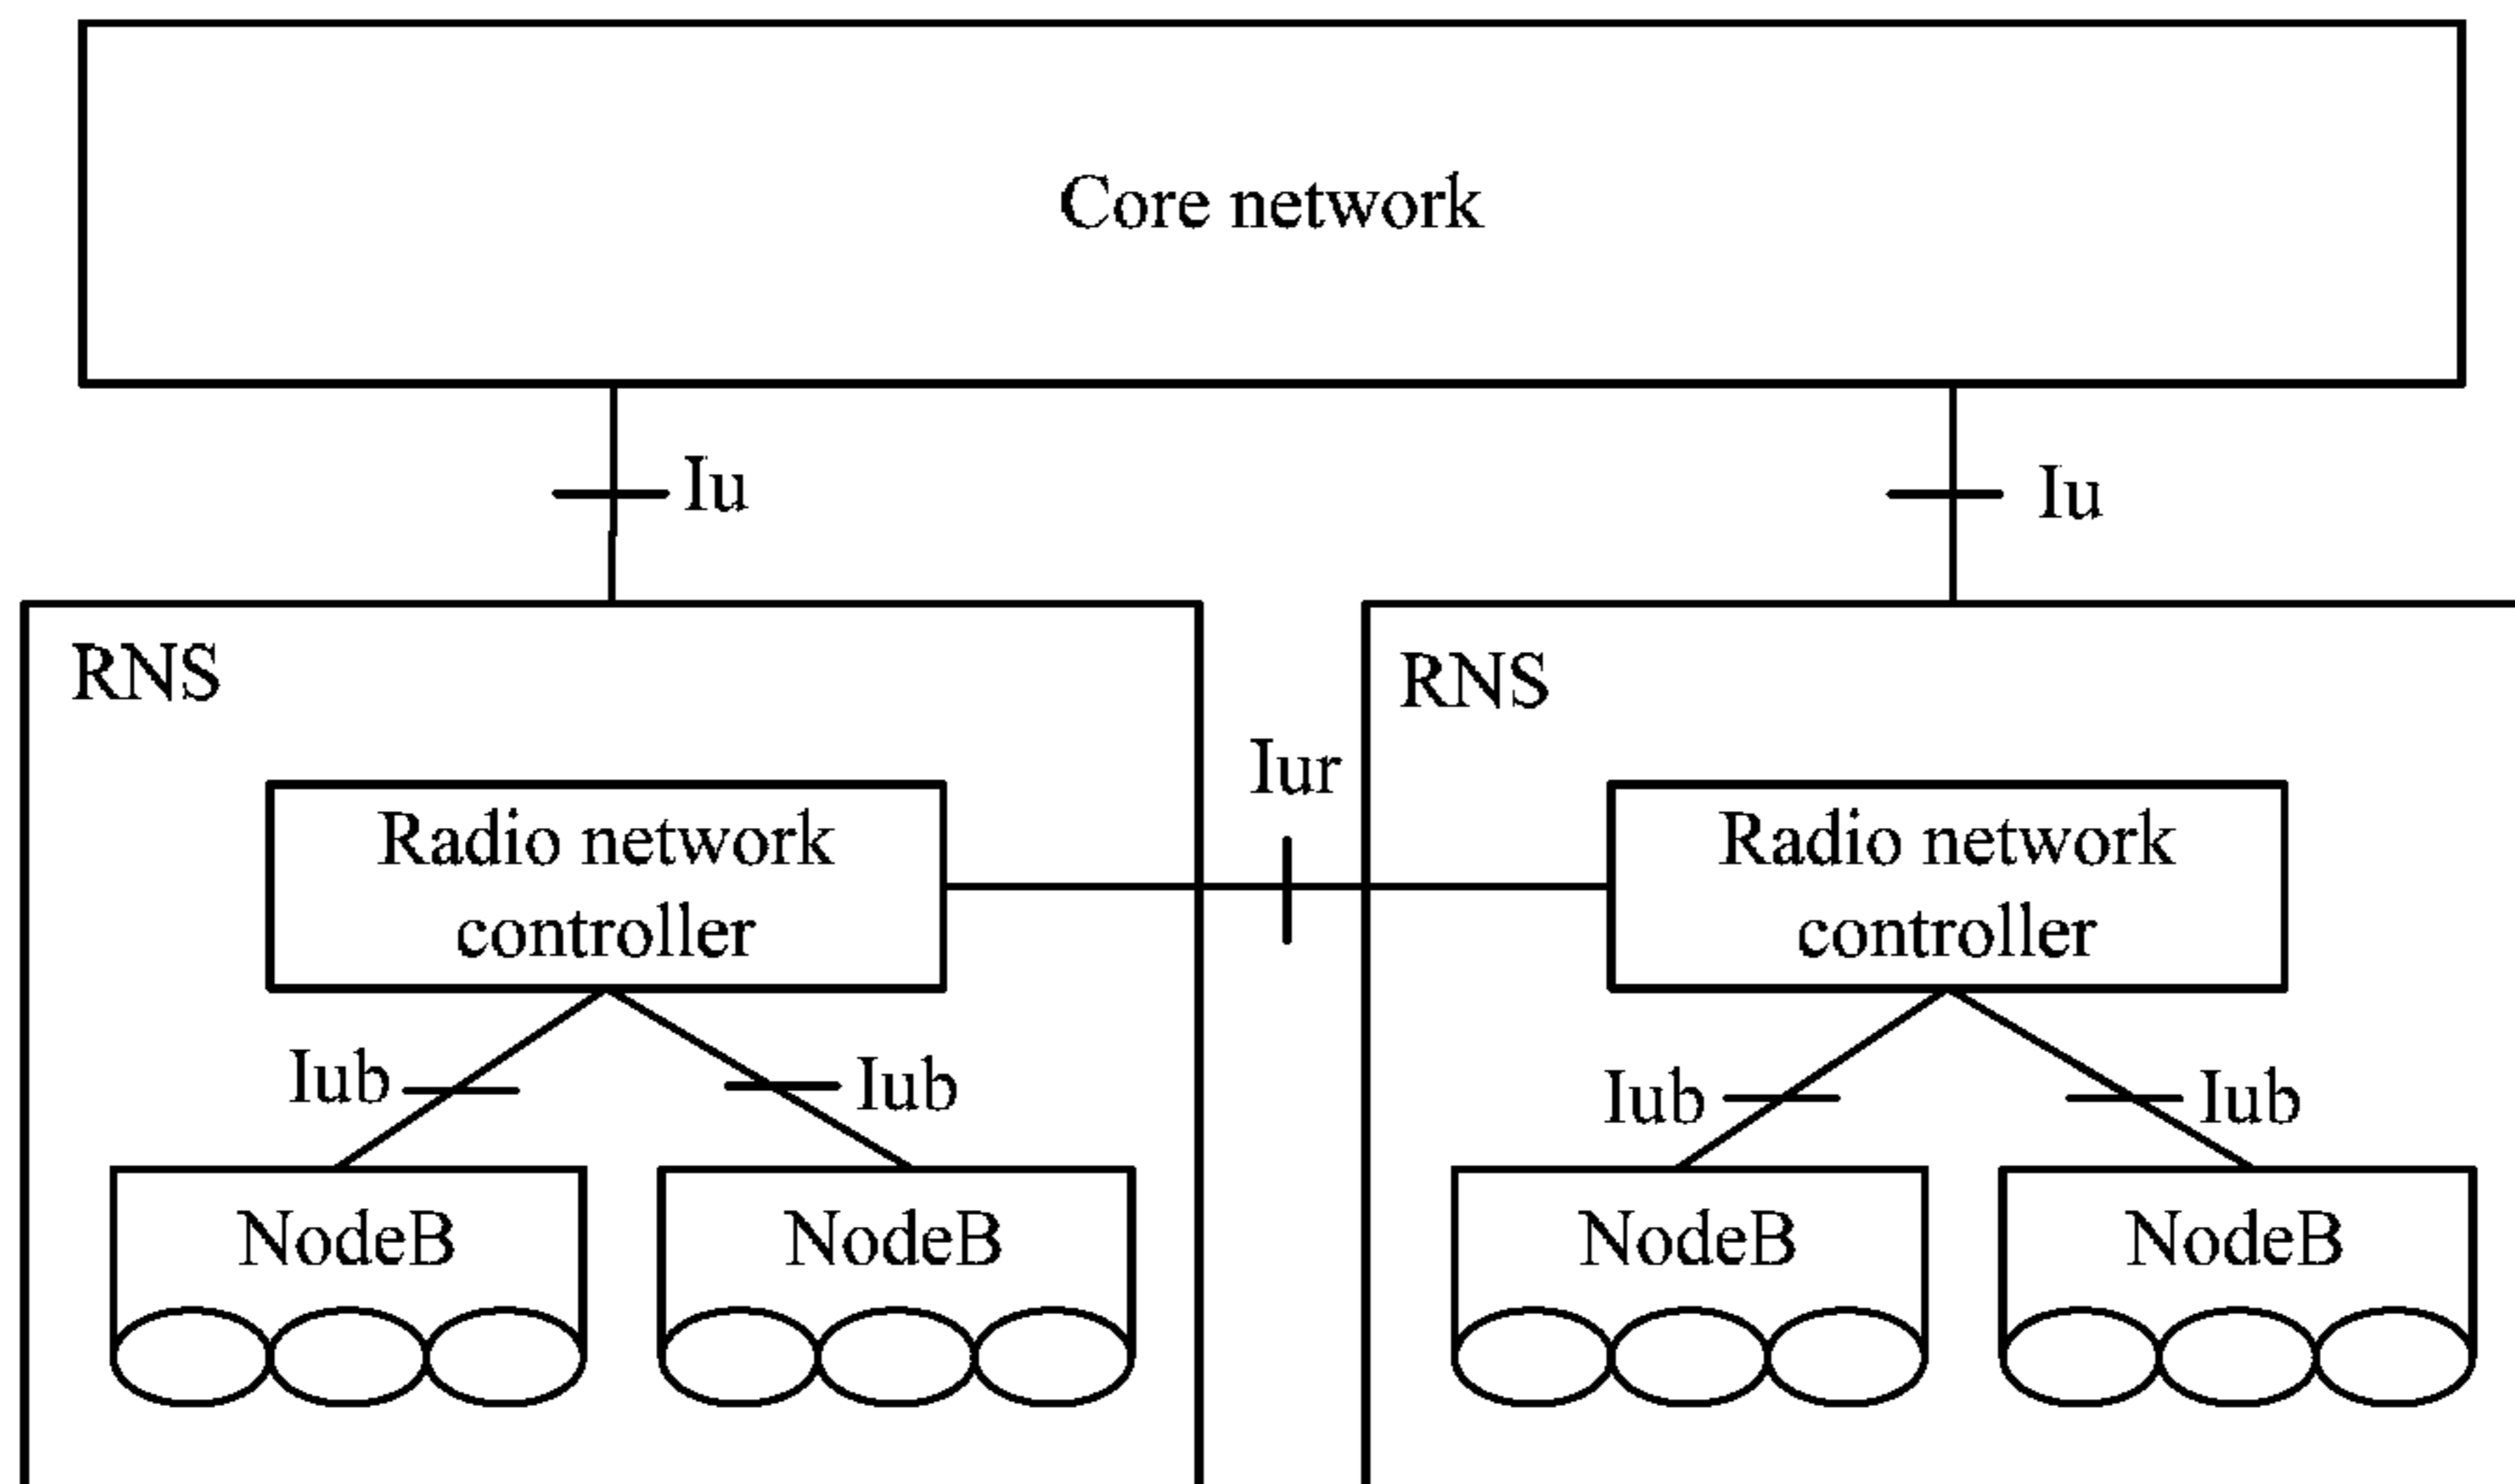 Core network
Iu
Iu
RNS
RNS
Iur
Radio network
controller
Radio network
controller
Iub
Iub
Iub
Iub
NodeB
NodeB
NodeB
NodeB